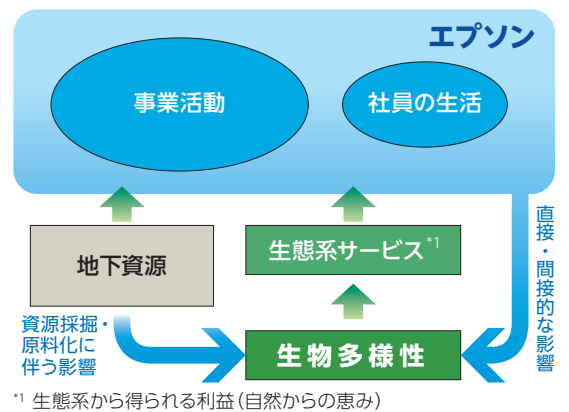 エプソン
事業活動
社員の生活
地下資源
生態系サービス*1
直接・間接的な影響
資源採掘・
原料化に
伴う影響
生物多様性
*1 生態系から得られる利益(自然からの恵み)